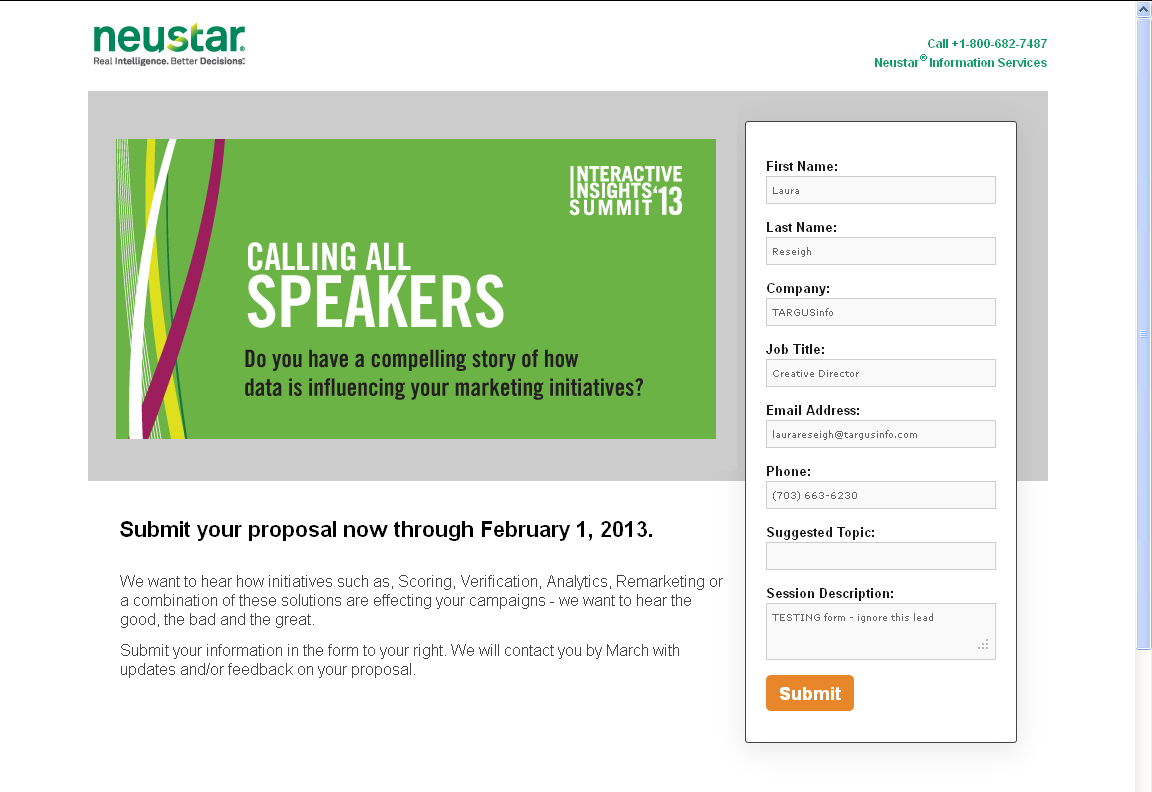 neustar®
Real Intelligence. Better Decisions.℠
Call +1-800-682-7487
Neustar® Information Services
INTERACTIVE
INSIGHTS‘13
SUMMIT
CALLING ALL
SPEAKERS
Do you have a compelling story of how
data is influencing your marketing initiatives?
First Name:
Laura
Last Name:
Reseigh
Company:
TARGUSinfo
Job Title:
Creative Director
Email Address:
laurareseigh@targusinfo.com
Phone:
(703) 663-6230
Suggested Topic:
Session Description:
TESTING form - ignore this lead
Submit
Submit your proposal now through February 1, 2013.
We want to hear how initiatives such as, Scoring, Verification, Analytics, Remarketing or
a combination of these solutions are effecting your campaigns - we want to hear the
good, the bad and the great.
Submit your information in the form to your right. We will contact you by March with
updates and/or feedback on your proposal.